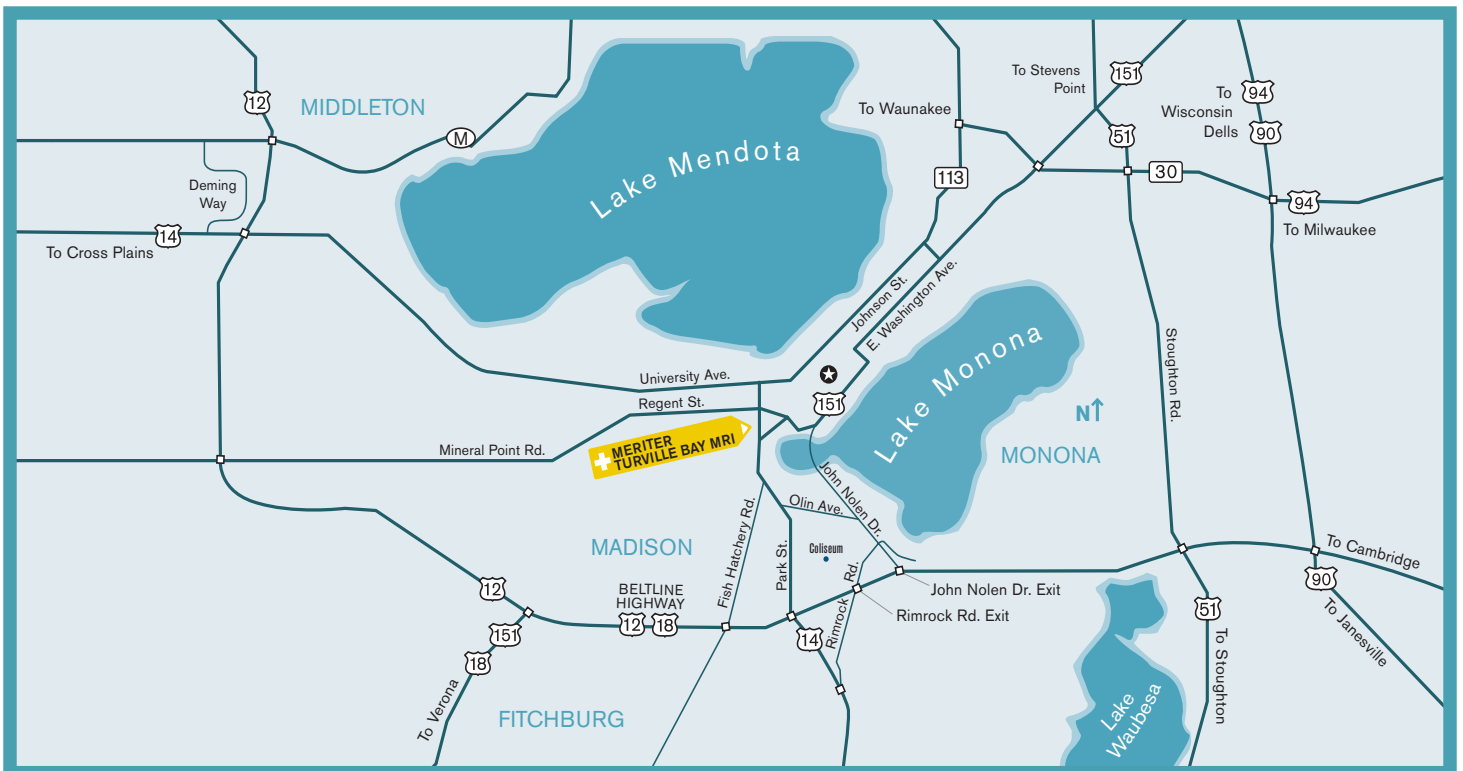 12
MIDDLETON
M
Deming
Way
14
To Cross Plains
Lake Mendota
To Waunakee
113
To Stevens
Point
151
51
30
To
Wisconsin
Dells
94
90
94
To Milwaukee
Johnson St.
E. Washington Ave.
University Ave.
Regent St.
Mineral Point Rd.
MERITER
TURVILLE BAY MRI
151
Lake Monona
N↑
MONONA
Stoughton Rd.
John Nolen Dr.
Olin Ave.
Coliseum
Fish Hatchery Rd.
Park St.
Rimrock Rd.
MADISON
BELTLINE
HIGHWAY
12
18
12
151
18
To Verona
FITCHBURG
14
John Nolen Dr. Exit
Rimrock Rd. Exit
Lake
Waubesa
51
To Stoughton
To Cambridge
90
To Janesville